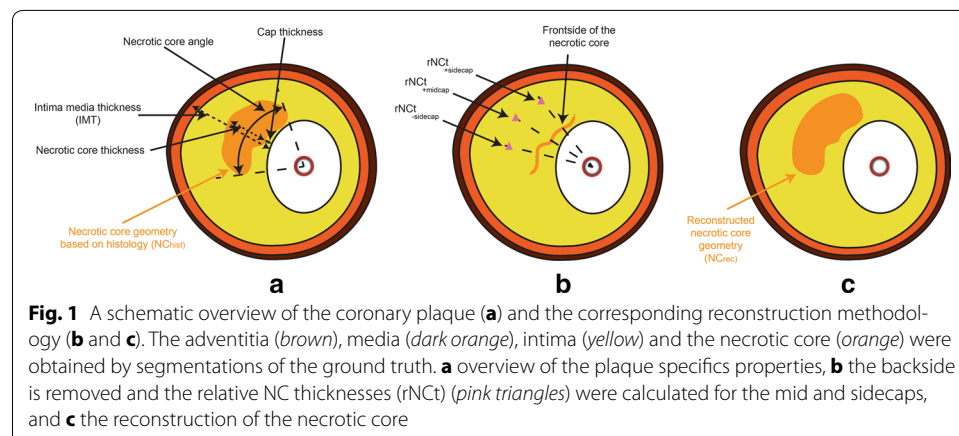 Necrotic core angle
Cap thickness
Intima media thickness
(IMT)
Necrotic core thickness
Necrotic core geometry
based on histology (NChist)
a
Frontside of the
necrotic core
rNCt
+sidecap
rNCt
+midcap
rNCt
-sidecap
b
Reconstructed
necrotic core
geometry
(NCrec)
c
Fig. 1 A schematic overview of the coronary plaque (a) and the corresponding reconstruction methodol-
ogy (b and c). The adventitia (brown), media (dark orange), intima (yellow) and the necrotic core (orange) were
obtained by segmentations of the ground truth. a overview of the plaque specifics properties, b the backside
is removed and the relative NC thicknesses (rNCt) (pink triangles) were calculated for the mid and sidecaps,
and c the reconstruction of the necrotic core